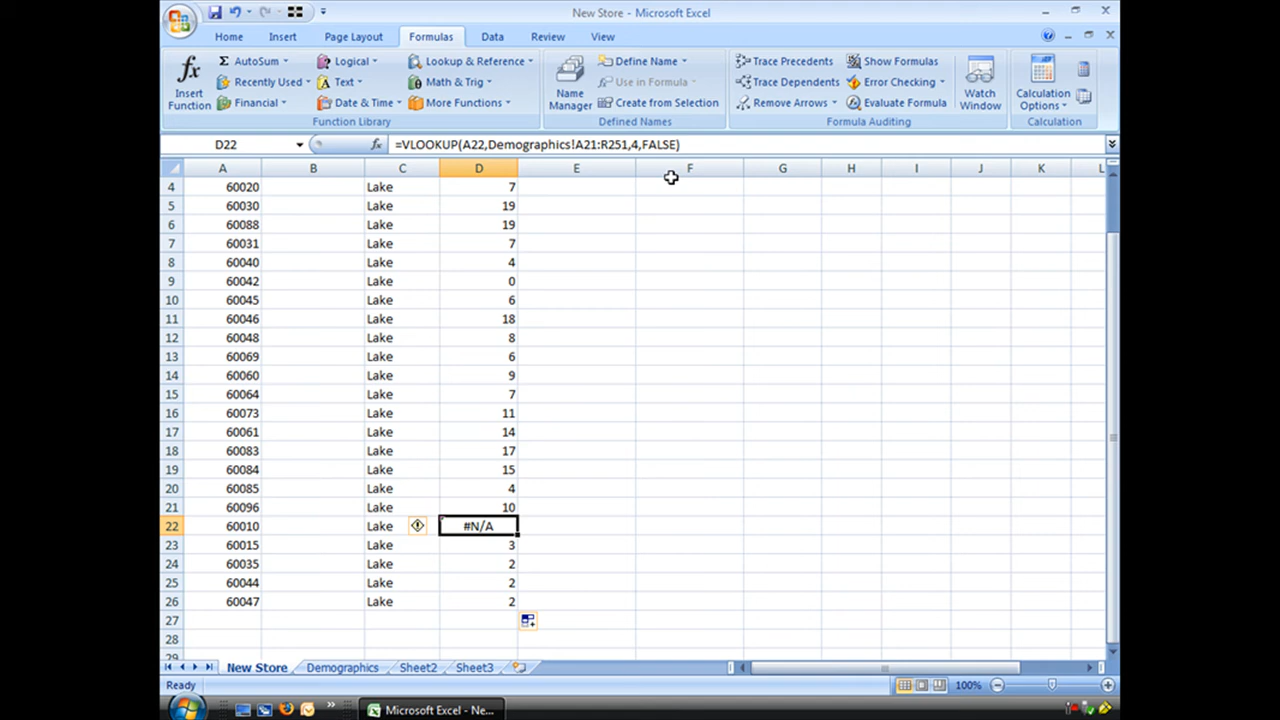 New Store - Microsoft Excel
Home Insert Page Layout Formulas Data Review View
fx Insert Function
Σ AutoSum
Recently Used
Financial
Logical
Text
Date & Time
Lookup & Reference
Math & Trig
More Functions
Function Library
Name Manager
Define Name
Use in Formula
Create from Selection
Defined Names
Trace Precedents
Trace Dependents
Remove Arrows
Show Formulas
Error Checking
Evaluate Formula
Formula Auditing
Watch Window
Calculation Options
Calculation
D22 fx =VLOOKUP(A22,Demographics!A21:R251,4,FALSE)
A B C D E F G H I J K L
4 60020 Lake 7
5 60030 Lake 19
6 60088 Lake 19
7 60031 Lake 7
8 60040 Lake 4
9 60042 Lake 0
10 60045 Lake 6
11 60046 Lake 18
12 60048 Lake 8
13 60069 Lake 6
14 60060 Lake 9
15 60064 Lake 7
16 60073 Lake 11
17 60061 Lake 14
18 60083 Lake 17
19 60084 Lake 15
20 60085 Lake 4
21 60096 Lake 10
22 60010 Lake #N/A
23 60015 Lake 3
24 60035 Lake 2
25 60044 Lake 2
26 60047 Lake 2
27
28
29
New Store Demographics Sheet2 Sheet3
Ready 100%
Microsoft Excel - Ne...